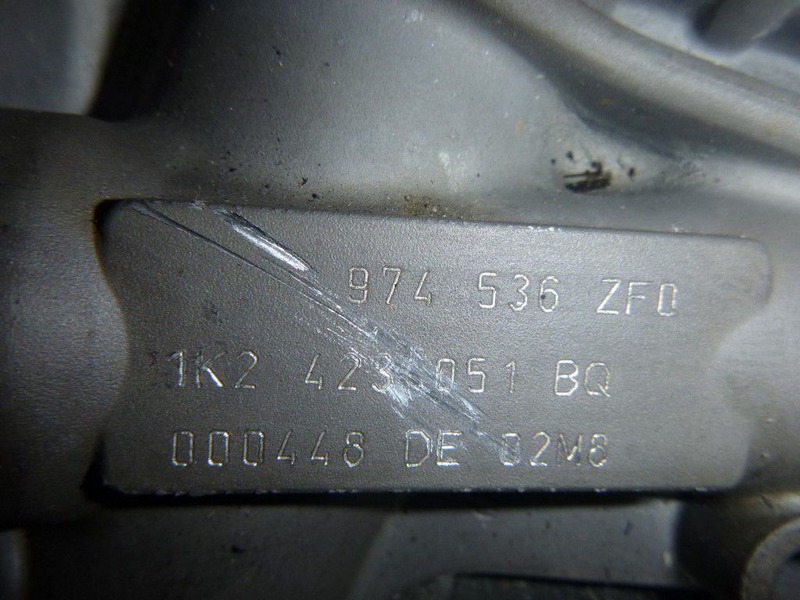 974 536 ZF0
1K2 423 051 BQ
000448 DE 02M8